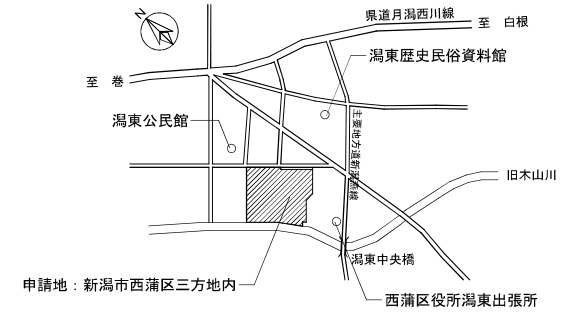 N
県道月潟西川線
至 白根
潟東歴史民俗資料館
至 巻
潟東公民館
主要地方道新潟燕線
旧木山川
潟東中央橋
申請地：新潟市西蒲区三方地内
西蒲区役所潟東出張所